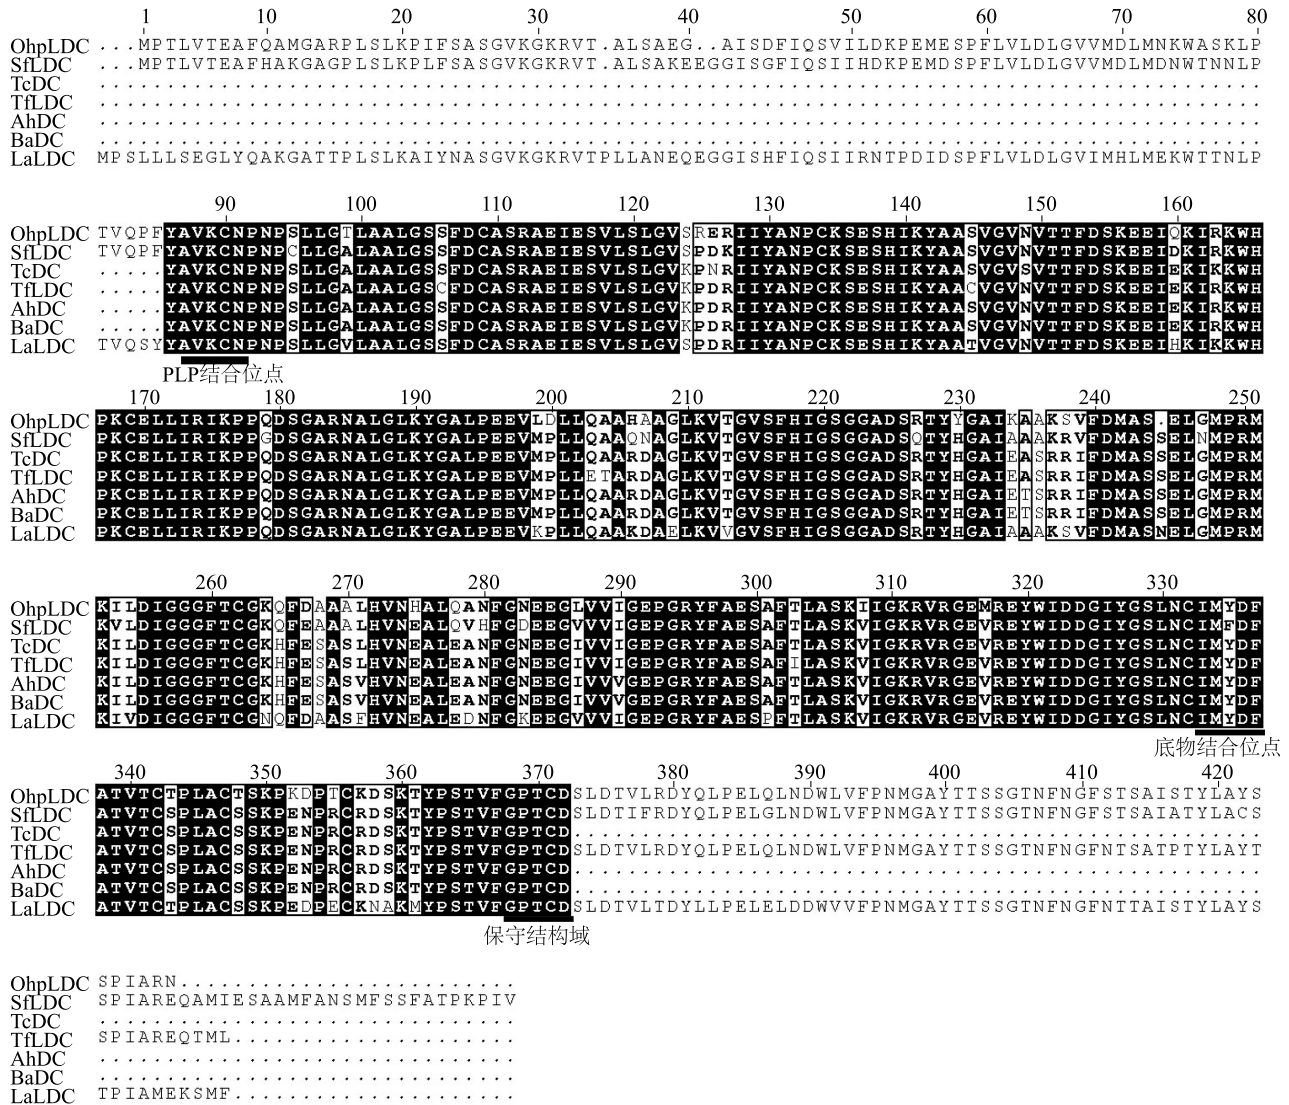 1 10 20 30 40 50 60 70 80
OhpLDC ...MPTLVTEAFQAMGARPLSLKPIFSASGVKGKRVT.ALSAEG..AISDFIQSVILDKPEMESPFLVLDLGVVMDLMNKWASKLP
SfLDC ...MPTLVTEAFHAKGAGPLSLKPLFSASGVKGKRVT.ALSAKEEGGISGFIQSIIHDKPEMDSPFLVLDLGVVMDLMDNWTNNLP
TcDC ......................................................................................
TfLDC ......................................................................................
AhDC ......................................................................................
BaDC ......................................................................................
LaLDC MPSLLLSEGLYQAKGATTPLSLKAIYNASGVKGKRVTPLLANEQEGGISHFIQSIIRNTPDIDSPFLVLDLGVIMHLMEKWTTNLP
90 100 110 120 130 140 150 160
OhpLDC TVQPFYAVKCNPNPSLLGTLAALGSSFDCASRAEIESVLSLGVSRERIIYANPCKSESHIKYAASVGVNVTTFDSKEEIQKIRKWH
SfLDC TVQPFYAVKCNPNPCLLGALAALGSSFDCASRAEIESVLSLGVSPDKIIYANPCKSESHIKYAASVGVNVTTFDSKEEIDKIRKWH
TcDC .....YAVKCNPNPSLLGALAALGSSFDCASRAEIESVLSLGVKPNRIIYANPCKSESHIKYAASVGVSVTTFDSKEEIEKIRKWH
TfLDC .....YAVKCNPNPSLLGALAALGSCFDCASRAEIESVLSLGVKPDRIIYANPCKSESHIKYAACVGVSVTTFDSKEEIEKIRKWH
AhDC .....YAVKCNPNPSLLGALAALGSSFDCASRAEIESVLSLGVKPDRIIYANPCKSESHIKYAASVGVNVTTFDSKEEIEKIRKWH
BaDC .....YAVKCNPNPSLLGALAALGSSFDCASRAEIESVLSLGVKPDRIIYANPCKSESHIKYAASVGVNVTTFDSKEEIEKIRKWH
LaLDC TVQSYYAVKCNPNPSLLGVLAALGSSFDCASRAEIESVLSLGVSPDRIIYANPCKSESHIKYAATVGVNVTTFDSKEEIHKIRKWH
PLP结合位点
170 180 190 200 210 220 230 240 250
OhpLDC PKCELLIRIKPPQDSGARNALGLKYGALPEEVLDLLQAAHAAGLKVTGVSFHIGSGGADSRTYYGAIKAAKSVFDMAS.ELGMPRM
SfLDC PKCELLIRIKPPGDSGARNALGLKYGALPEEVMPLLQAAQNAGLKVTGVSFHIGSGGADSQTYHGAIAAAKRVFDMASSELNMPRM
TcDC PKCELLIRIKPPQDSGARNALGLKYGALPEEVMPLLQAARDAGLKVTGVSFHIGSGGADSRTYHGAIEASRRIFDMASSELGMPRM
TfLDC PKCELLIRIKPPQDSGARNALGLKYGALPEEVMPLLETARDAGLKVTGVSFHIGSGGADSRTYHGAIEASRRIFDMASSELGMPRM
AhDC PKCELLIRIKPPQDSGARNALGLKYGALPEEVMPLLQAARDAGLKVTGVSFHIGSGGADSRTYHGAIETSRRIFDMASSELGMPRM
BaDC PKCELLIRIKPPQDSGARNALGLKYGALPEEVMPLLQAARDAGLKVTGVSFHIGSGGADSRTYHGAIETSRRIFDMASSELGMPRM
LaLDC PKCELLIRIKPPQDSGARNALGLKYGALPEEVKPLLQAAKDAELKVVGVSFHIGSGGADSRTYHGAIAAAKSVFDMASNELGMPRM
260 270 280 290 300 310 320 330
OhpLDC KILDIGGGFTCGKQFDAAALHVNHALQANFGNEEGLVVIGEPGRYFAESAFTLASKIIGKRVRGEMREYWIDDGIYGSLNCIMYDF
SfLDC KVLDIGGGFTCGKQFEAAALHVNEALQVHFGDEEGVVVIGEPGRYFAESAFTLASKVIGKRVRGEVREYWIDDGIYGSLNCIMFDF
TcDC KILDIGGGFTCGKHFESASLHVNEALEANFGNEEGIVVIGEPGRYFAESAFTLASKVIGKRVRGEVREYWIDDGIYGSLNCIMYDF
TfLDC KILDIGGGFTCGKHFESASLHVNEALEANFGNEEGIVVIGEPGRYFAESAFILASKVIGKRVRGEVREYWIDDGIYGSLNCIMYDF
AhDC KILDIGGGFTCGKHFESASVHVNEALEANFGNEEGIVVVGEPGRYFAESAFTLASKVIGKRVRGEVREYWIDDGIYGSLNCIMYDF
BaDC KILDIGGGFTCGKHFESASVHVNEALEANFGNEEGIVVVGEPGRYFAESAFTLASKVIGKRVRGEVREYWIDDGIYGSLNCIMYDF
LaLDC KIVDIGGGFTCGNQFDAASFHVNEALEDNFGKEEGVVVIGEPGRYFAESPFTLASKVIGKRVRGEVREYWIDDGIYGSLNCIMYDF
底物结合位点
340 350 360 370 380 390 400 410 420
OhpLDC ATVTCTPLACTSKPKDPTCKDSKTYPSTVFGPTCDSLDTVLRDYQLPELQLNDWLVFPNMGAYTTSSGTNFNGFSTSAISTYLAYS
SfLDC ATVTCSPLACSSKPENPRCRDSKTYPSTVFGPTCDSLDTIFRDYQLPELGLNDWLVFPNMGAYTTSSGTNFNGFSTSAIATYLACS
TcDC ATVTCSPLACSSKPENPRCRDSKTYPSTVFGPTCD...................................................
TfLDC ATVTCSPLACSSKPENPRCRDSKTYPSTVFGPTCDSLDTVLRDYQLPELQLNDWLVFPNMGAYTTSSGTNFNGFNTSATPTYLAYT
AhDC ATVTCSPLACSSKPENPRCRDSKTYPSTVFGPTCD...................................................
BaDC ATVTCSPLACSSKPENPRCRDSKTYPSTVFGPTCD...................................................
LaLDC ATVTCTPLACSSKPEDPECKNAKMYPSTVFGPTCDSLDTVLTDYLLPELELDDWVVFPNMGAYTTSSGTNFNGFNTTAISTYLAYS
保守结构域
OhpLDC SPIARN.........................
SfLDC SPIAREQAMIESAAMFANSMFSSFATPKPIV
TcDC ...............................
TfLDC SPIAREQTML.....................
AhDC ...............................
BaDC ...............................
LaLDC TPIAMEKSMF.....................